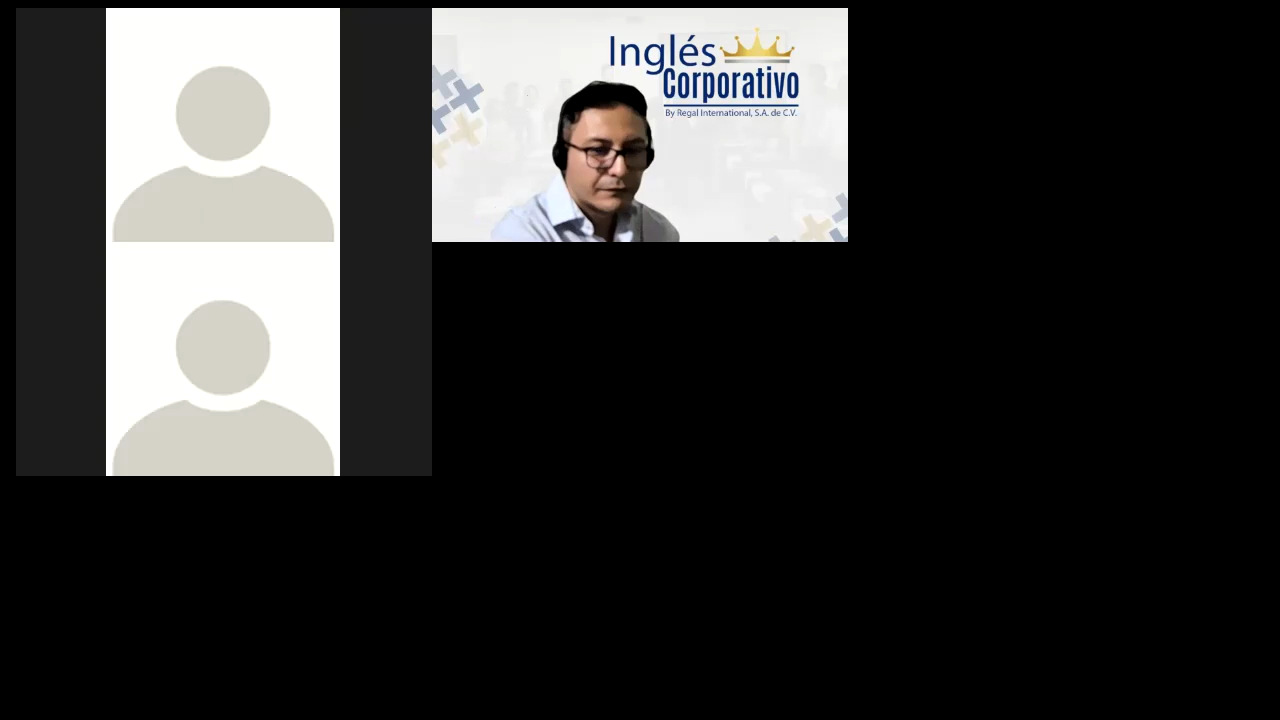 Inglés
Corporativo
By Regal International, S.A. de C.V.